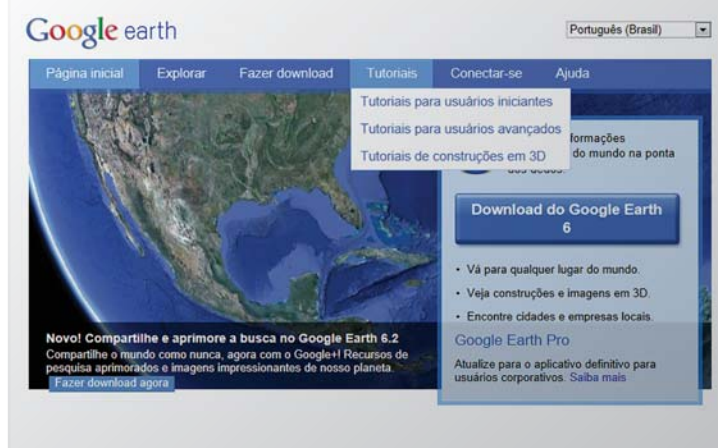 Google earth
Português (Brasil)
Página inicial Explorar Fazer download Tutoriais Conectar-se Ajuda
Tutoriais para usuários iniciantes
Tutoriais para usuários avançados
Tutoriais de construções em 3D
formações
do mundo na ponta
dos dedos.
Download do Google Earth
6
• Vá para qualquer lugar do mundo.
• Veja construções e imagens em 3D.
• Encontre cidades e empresas locais.
Google Earth Pro
Atualize para o aplicativo definitivo para
usuários corporativos. Saiba mais
Novo! Compartilhe e aprimore a busca no Google Earth 6.2
Compartilhe o mundo como nunca, agora com o Google+! Recursos de
pesquisa aprimorados e imagens impressionantes de nosso planeta.
Fazer download agora